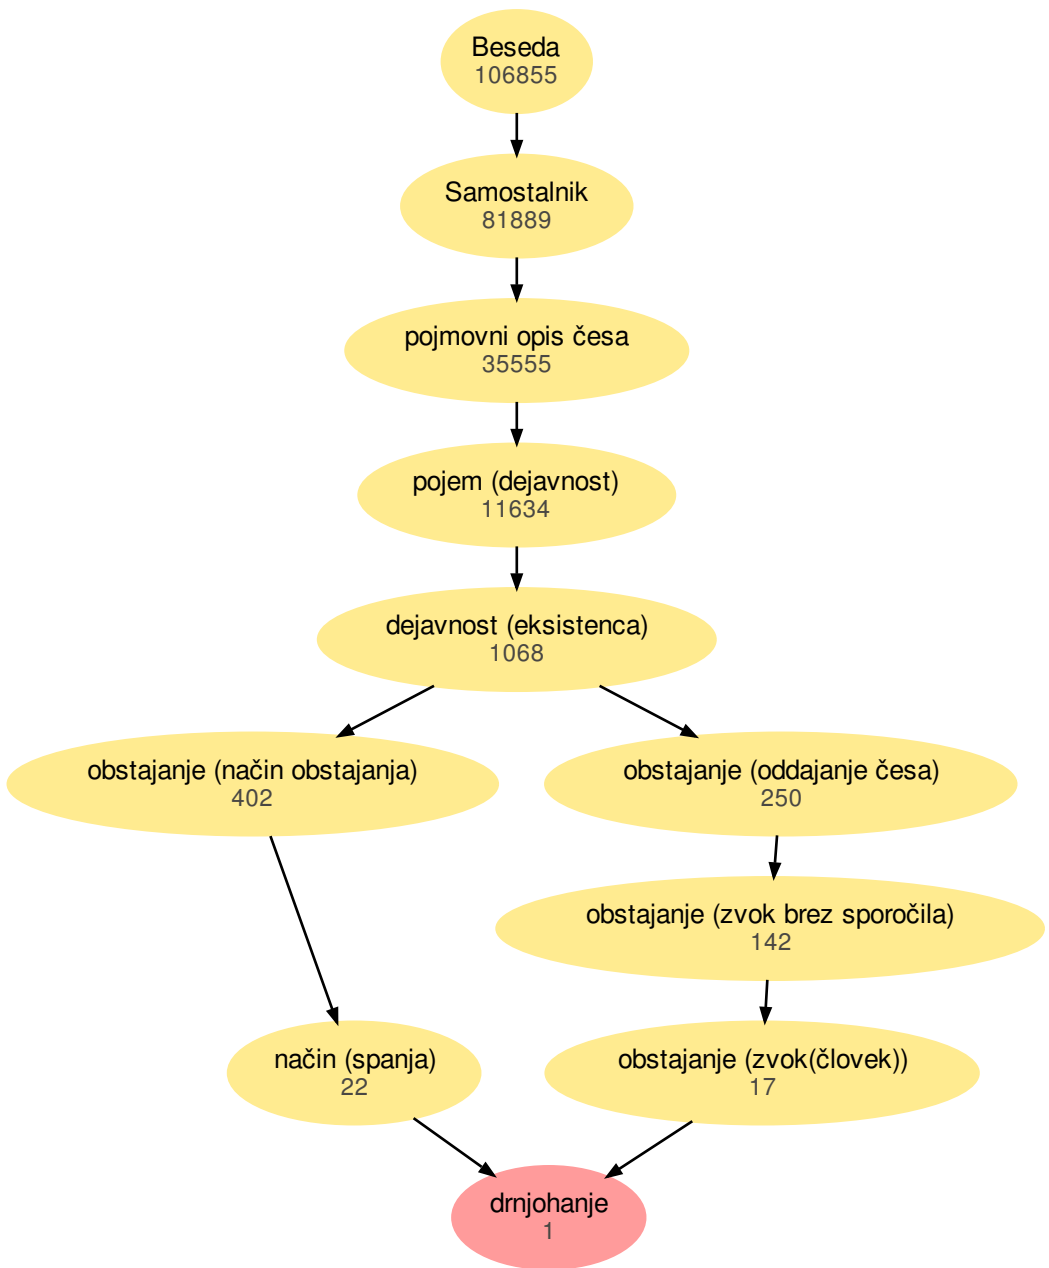 Beseda
106855
Samostalnik
81889
pojmovni opis česa
35555
pojem (dejavnost)
11634
dejavnost (eksistenca)
1068
obstajanje (način obstajanja)
402
obstajanje (oddajanje česa)
250
obstajanje (zvok brez sporočila)
142
način (spanja)
22
obstajanje (zvok(človek))
17
drnjohanje
1